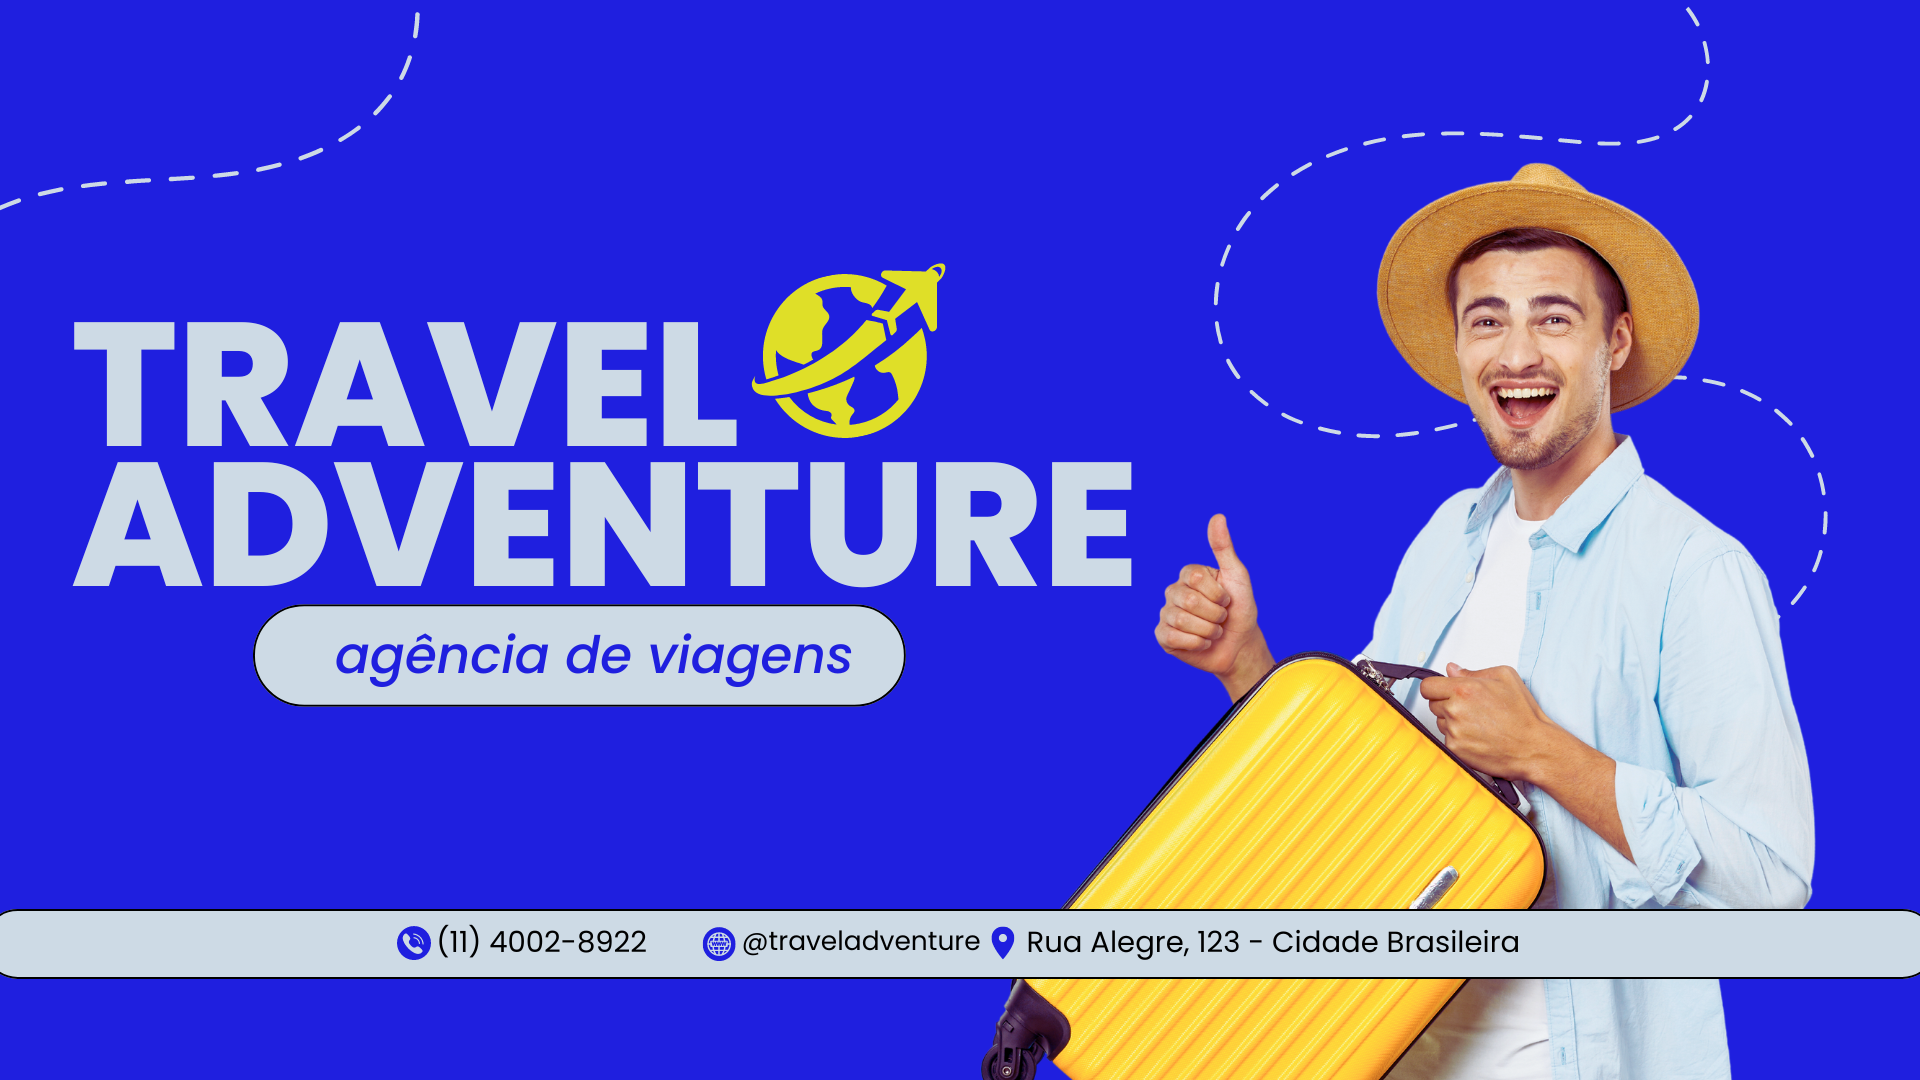 TRAVEL
ADVENTURE
agência de viagens
(11) 4002-8922 @traveladventure Rua Alegre, 123 - Cidade Brasileira